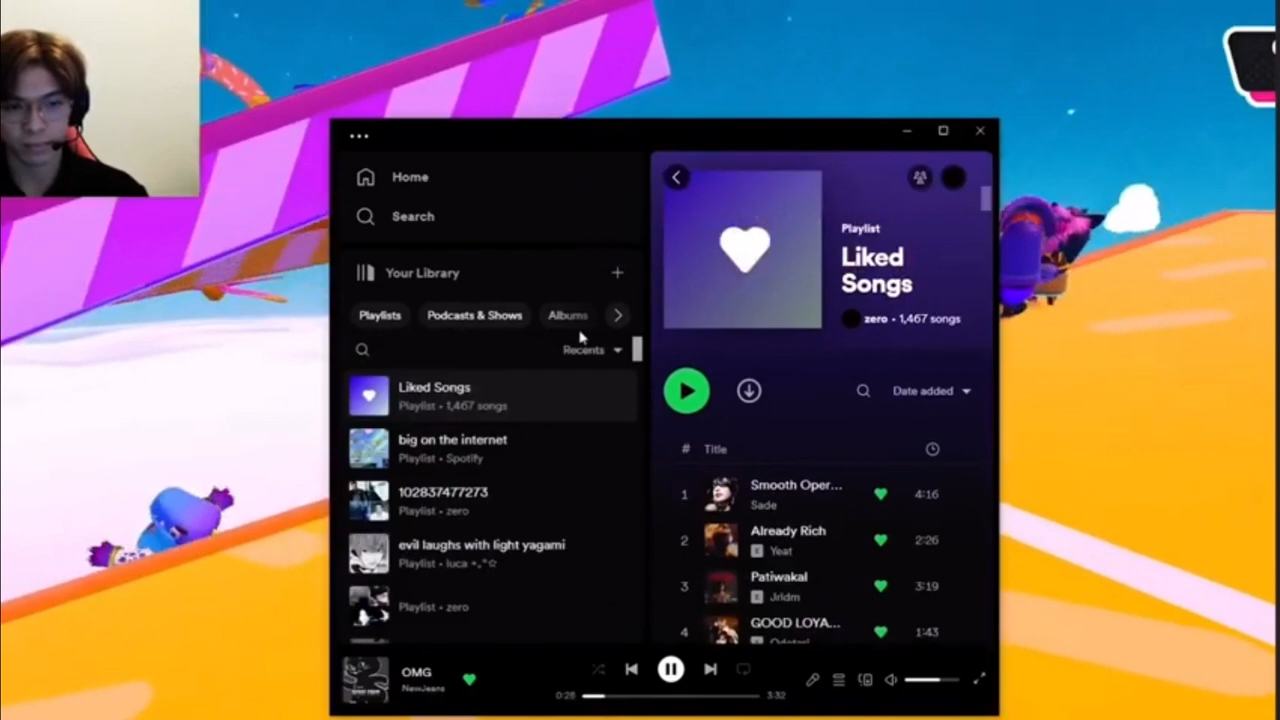 Home
Search
Your Library
Playlists
Podcasts & Shows
Albums
Recents
Liked Songs
Playlist • 1,467 songs
big on the internet
Playlist • Spotify
102837477273
Playlist • zero
evil laughs with light yagami
Playlist • luca ⋆｡°✩
Playlist • zero
Playlist
Liked
Songs
zero • 1,467 songs
Date added
# Title
1 Smooth Oper... 4:16
Sade
2 Already Rich 2:26
E Yeat
3 Patiwakal 3:19
E Jrldm
4 GOOD LOYA... 1:43
OMG
NewJeans
0:26 3:32